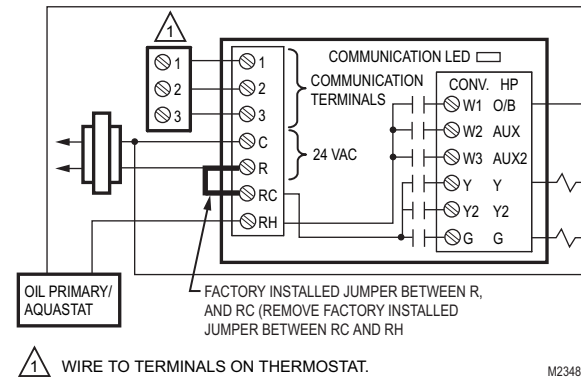 1
COMMUNICATION LED
1 1
2 2
3 3
COMMUNICATION
TERMINALS
C
R
RC
RH
24 VAC
CONV. HP
W1 O/B
W2 AUX
W3 AUX2
Y Y
Y2 Y2
G G
OIL PRIMARY/
AQUASTAT
FACTORY INSTALLED JUMPER BETWEEN R,
AND RC (REMOVE FACTORY INSTALLED
JUMPER BETWEEN RC AND RH
1 WIRE TO TERMINALS ON THERMOSTAT.
M2348